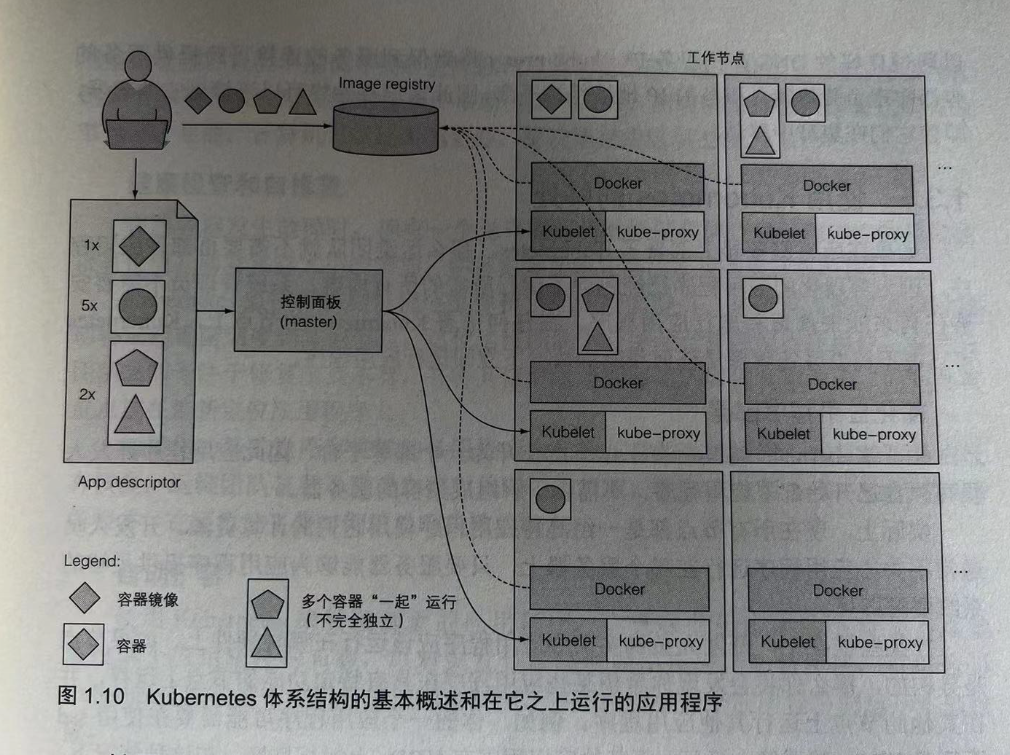 工作节点
Image registry
Docker
Kubelet
kube-proxy
Docker
Kubelet
kube-proxy
...
1x
5x
2x
App descriptor
控制面板
(master)
Docker
Kubelet
kube-proxy
Docker
Kubelet
kube-proxy
...
Docker
Kubelet
kube-proxy
Docker
Kubelet
kube-proxy
...
Legend:
容器镜像
容器
多个容器“一起”运行
(不完全独立)
图 1.10 Kubernetes 体系结构的基本概述和在它之上运行的应用程序